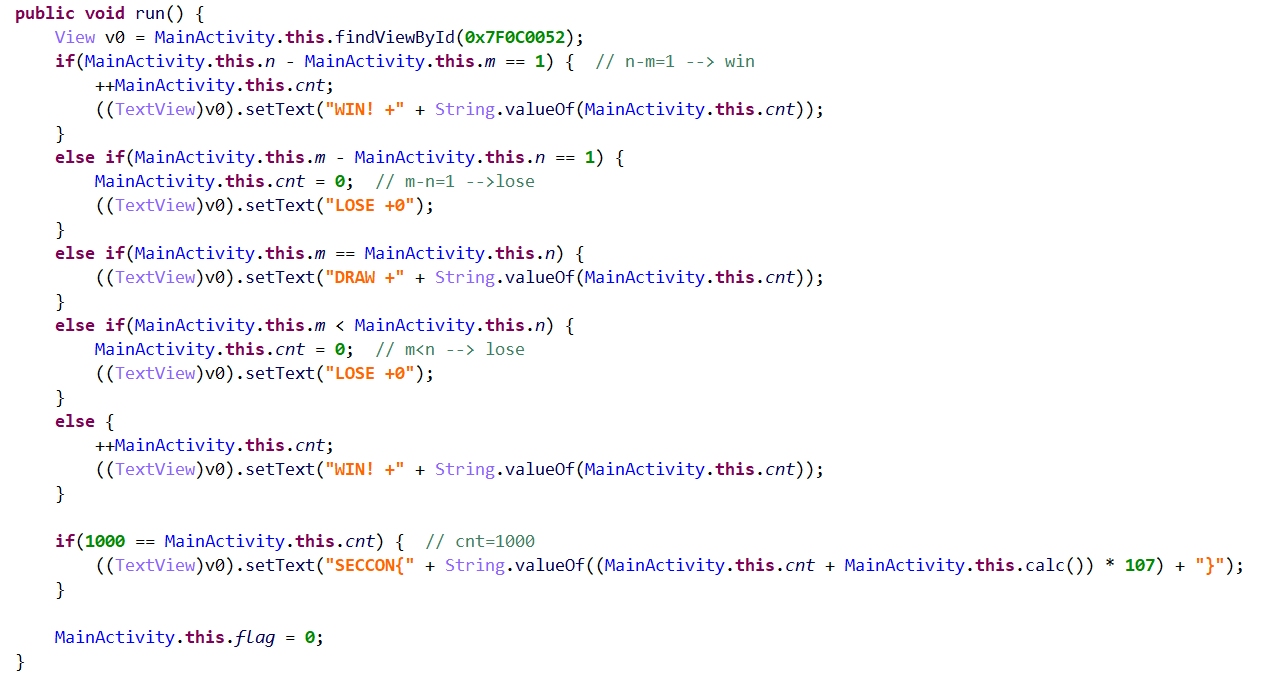 public void run() {
    View v0 = MainActivity.this.findViewById(0x7F0C0052);
    if(MainActivity.this.n - MainActivity.this.m == 1) {  // n-m=1 --> win
        ++MainActivity.this.cnt;
        ((TextView)v0).setText("WIN! +" + String.valueOf(MainActivity.this.cnt));
    }
    else if(MainActivity.this.m - MainActivity.this.n == 1) {
        MainActivity.this.cnt = 0;  // m-n=1 -->lose
        ((TextView)v0).setText("LOSE +0");
    }
    else if(MainActivity.this.m == MainActivity.this.n) {
        ((TextView)v0).setText("DRAW +" + String.valueOf(MainActivity.this.cnt));
    }
    else if(MainActivity.this.m < MainActivity.this.n) {
        MainActivity.this.cnt = 0;  // m<n --> lose
        ((TextView)v0).setText("LOSE +0");
    }
    else {
        ++MainActivity.this.cnt;
        ((TextView)v0).setText("WIN! +" + String.valueOf(MainActivity.this.cnt));
    }

    if(1000 == MainActivity.this.cnt) {  // cnt=1000
        ((TextView)v0).setText("SECCON{" + String.valueOf((MainActivity.this.cnt + MainActivity.this.calc()) * 107) + "}");
    }

    MainActivity.this.flag = 0;
}